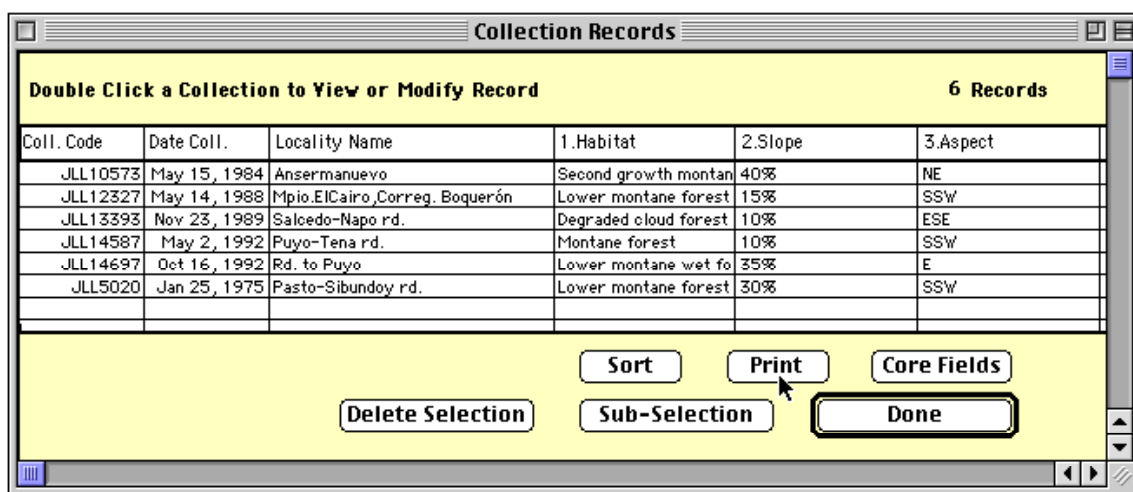 Collection Records
Double Click a Collection to View or Modify Record 6 Records
Coll. Code Date Coll. Locality Name 1.Habitat 2.Slope 3.Aspect
JLL10573 May 15, 1984 Ansermanuevo Second growth montan 40% NE
JLL12327 May 14, 1988 Mpio.ElCairo,Correg. Boquerón Lower montane forest 15% SSW
JLL13393 Nov 23, 1989 Salcedo-Napo rd. Degraded cloud forest 10% ESE
JLL14587 May 2, 1992 Puyo-Tena rd. Montane forest 10% SSW
JLL14697 Oct 16, 1992 Rd. to Puyo Lower montane wet fo 35% E
JLL5020 Jan 25, 1975 Pasto-Sibundoy rd. Lower montane forest 30% SSW
Sort Print Core Fields
Delete Selection Sub-Selection Done